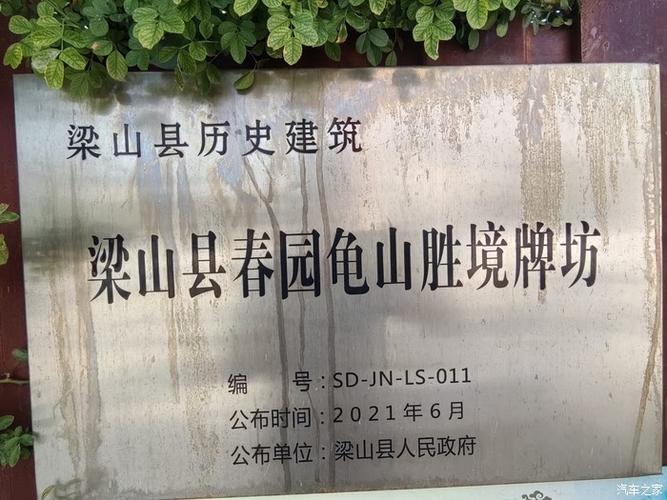 梁山县历史建筑
梁山县春园龟山胜境牌坊
编 号:SD-JN-LS-011
公布时间:2021年6月
公布单位:梁山县人民政府
汽车之家